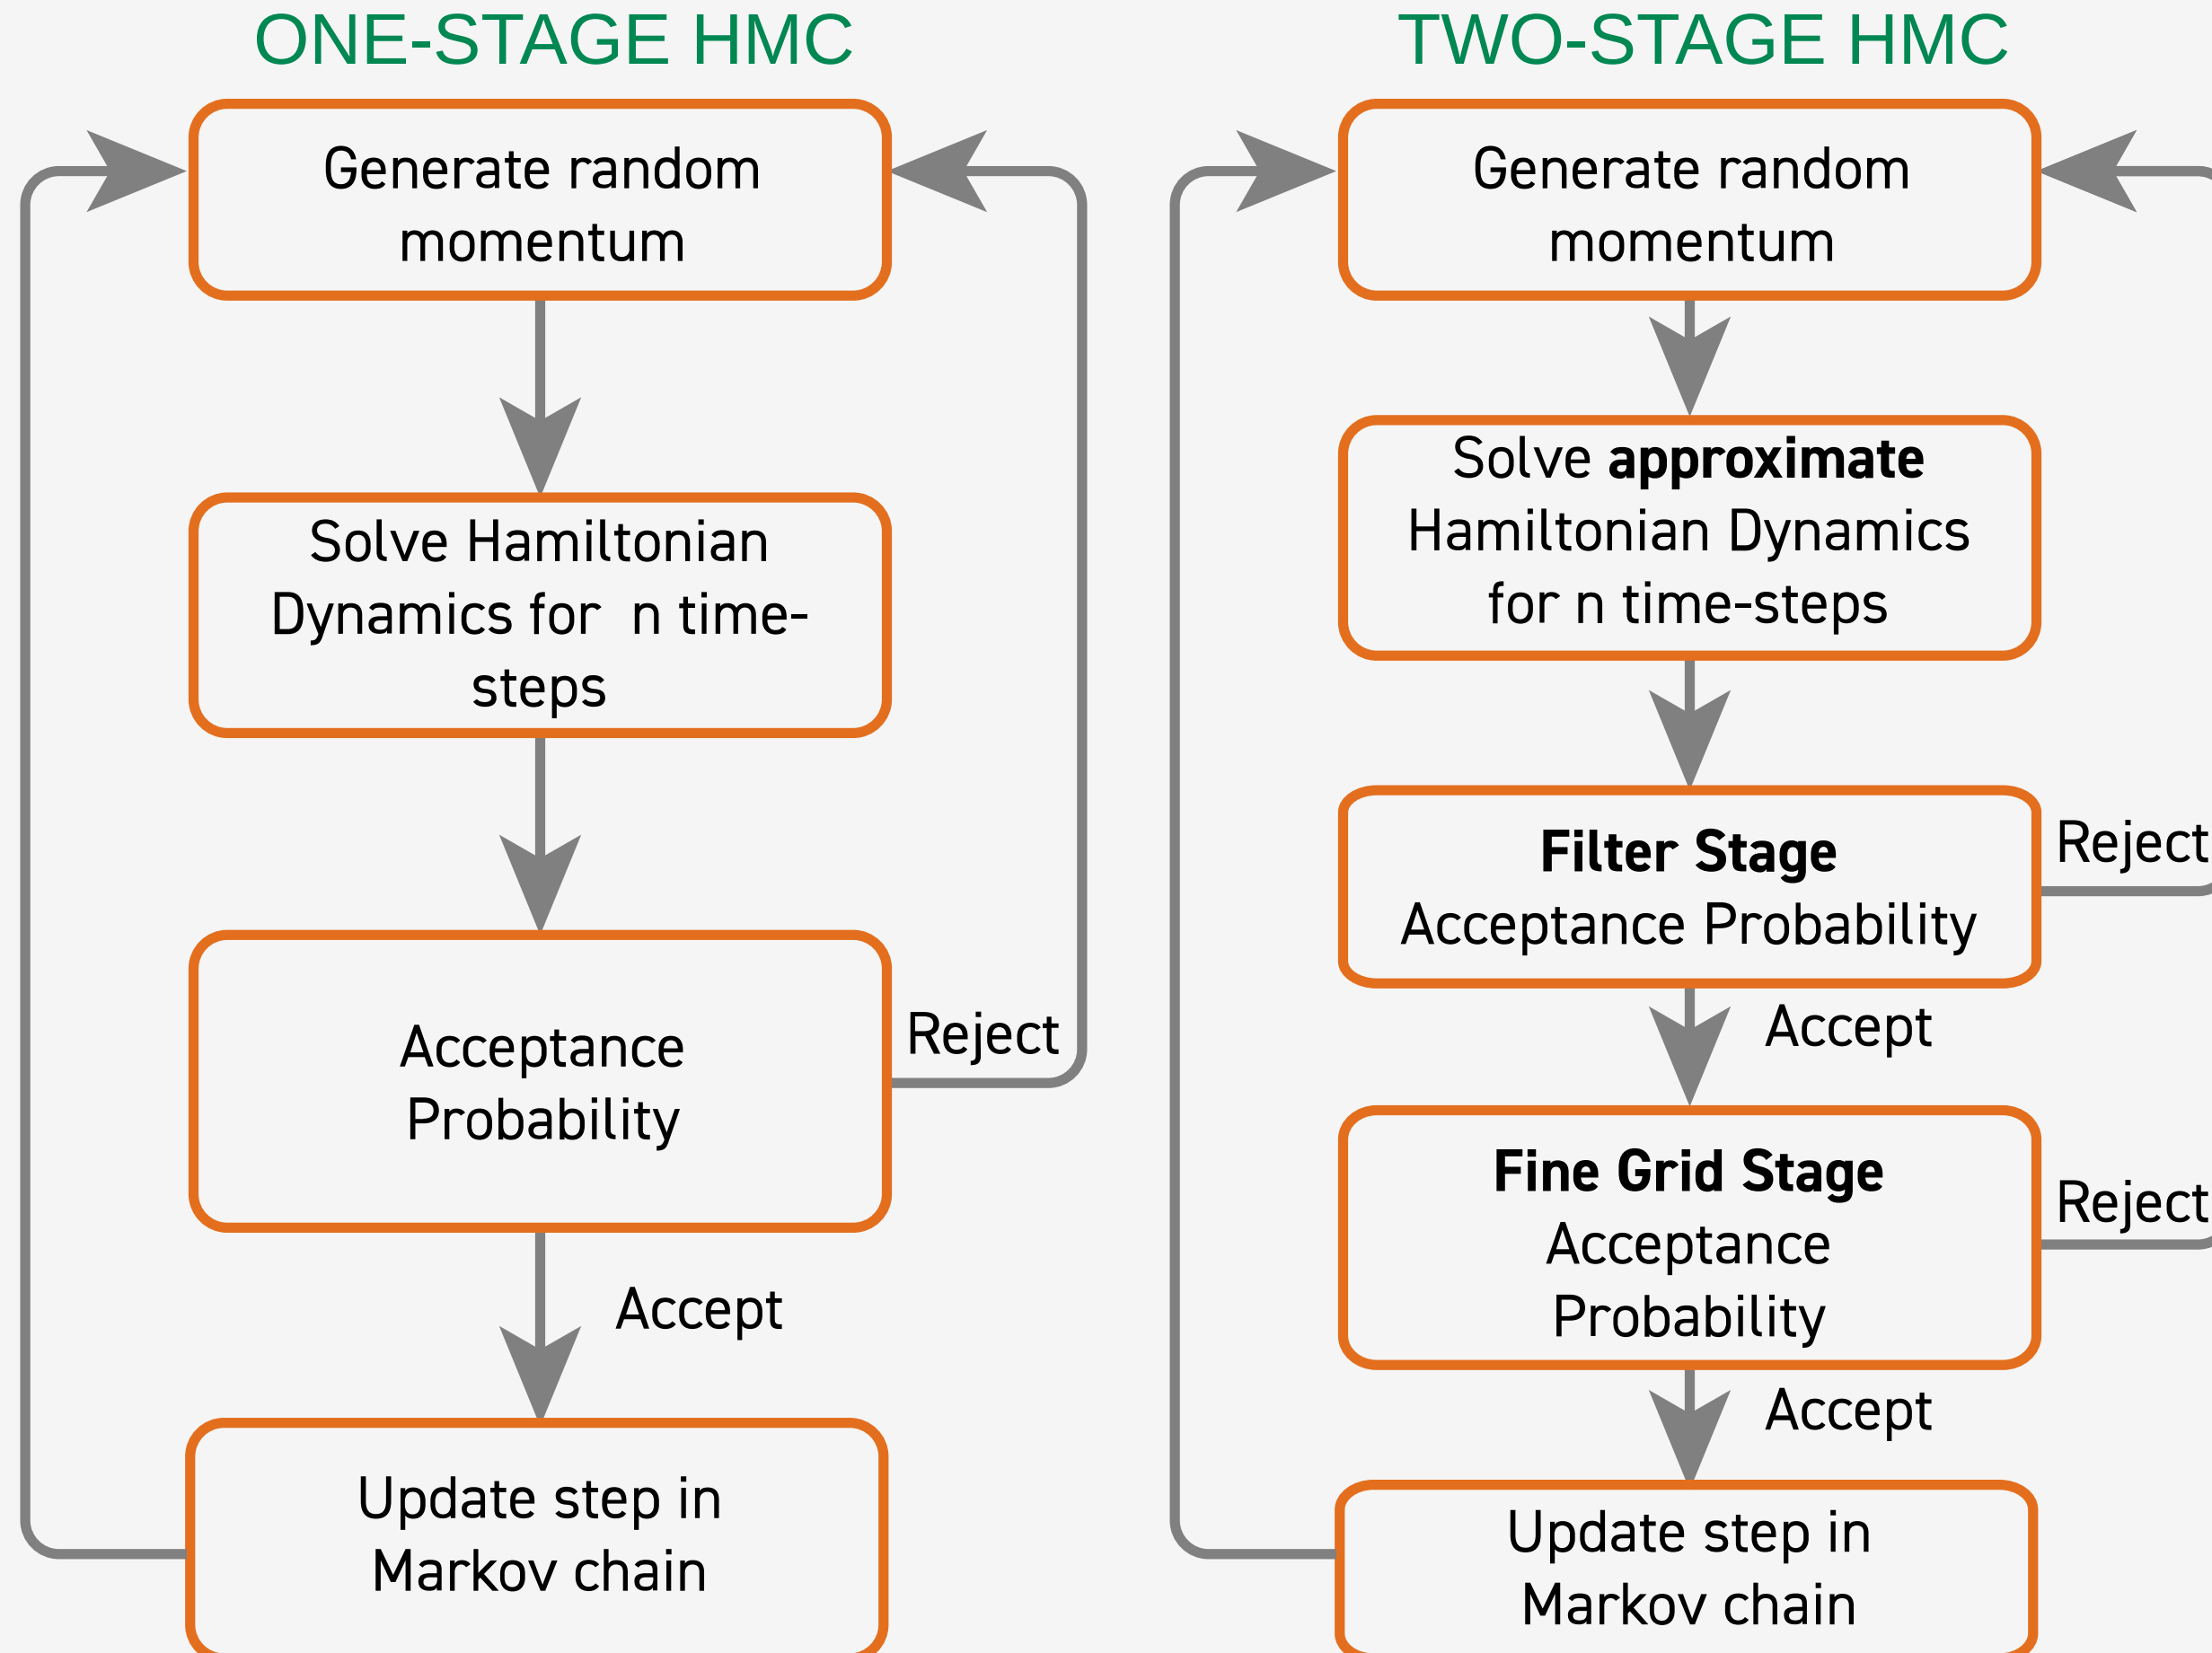 ONE-STAGE HMC
Generate random
momentum
Solve Hamiltonian
Dynamics for n time-
steps
Acceptance
Probability
Reject
Accept
Update step in
Markov chain
TWO-STAGE HMC
Generate random
momentum
Solve approximate
Hamiltonian Dynamics
for n time-steps
Filter Stage
Acceptance Probability
Reject
Accept
Fine Grid Stage
Acceptance
Probability
Reject
Accept
Update step in
Markov chain